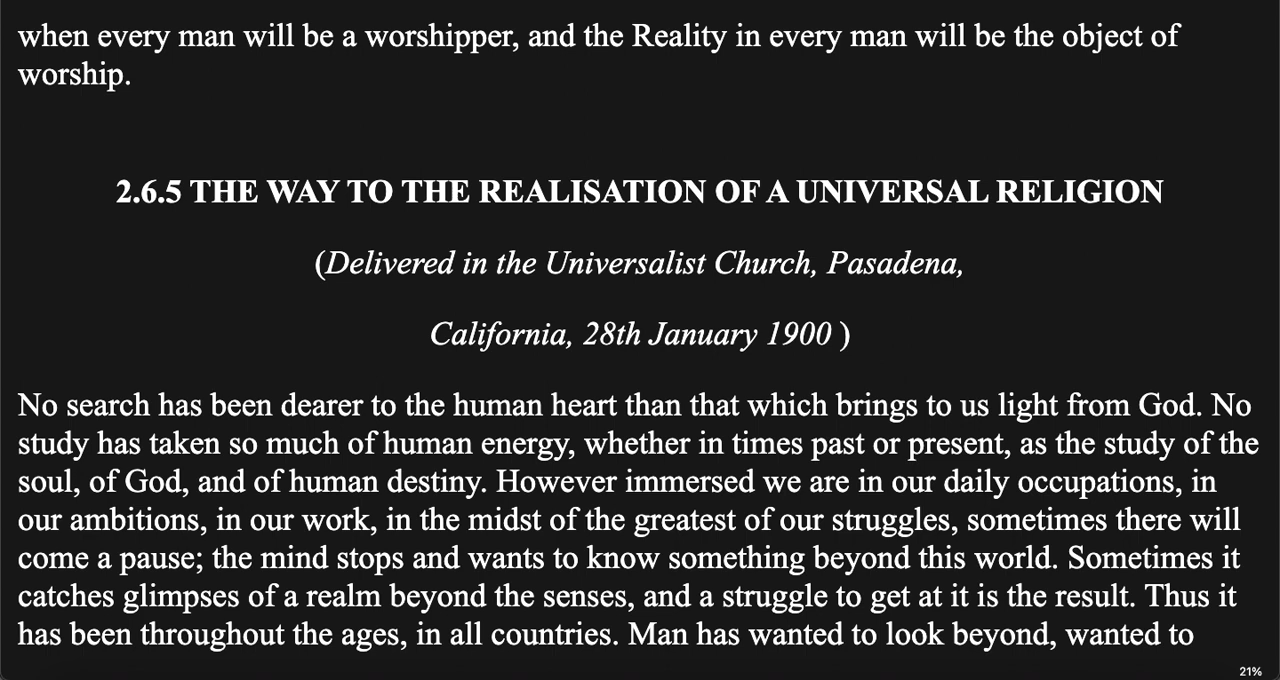 when every man will be a worshipper, and the Reality in every man will be the object of
worship.
2.6.5 THE WAY TO THE REALISATION OF A UNIVERSAL RELIGION
(Delivered in the Universalist Church, Pasadena,
California, 28th January 1900 )
No search has been dearer to the human heart than that which brings to us light from God. No
study has taken so much of human energy, whether in times past or present, as the study of the
soul, of God, and of human destiny. However immersed we are in our daily occupations, in
our ambitions, in our work, in the midst of the greatest of our struggles, sometimes there will
come a pause; the mind stops and wants to know something beyond this world. Sometimes it
catches glimpses of a realm beyond the senses, and a struggle to get at it is the result. Thus it
has been throughout the ages, in all countries. Man has wanted to look beyond, wanted to
21%